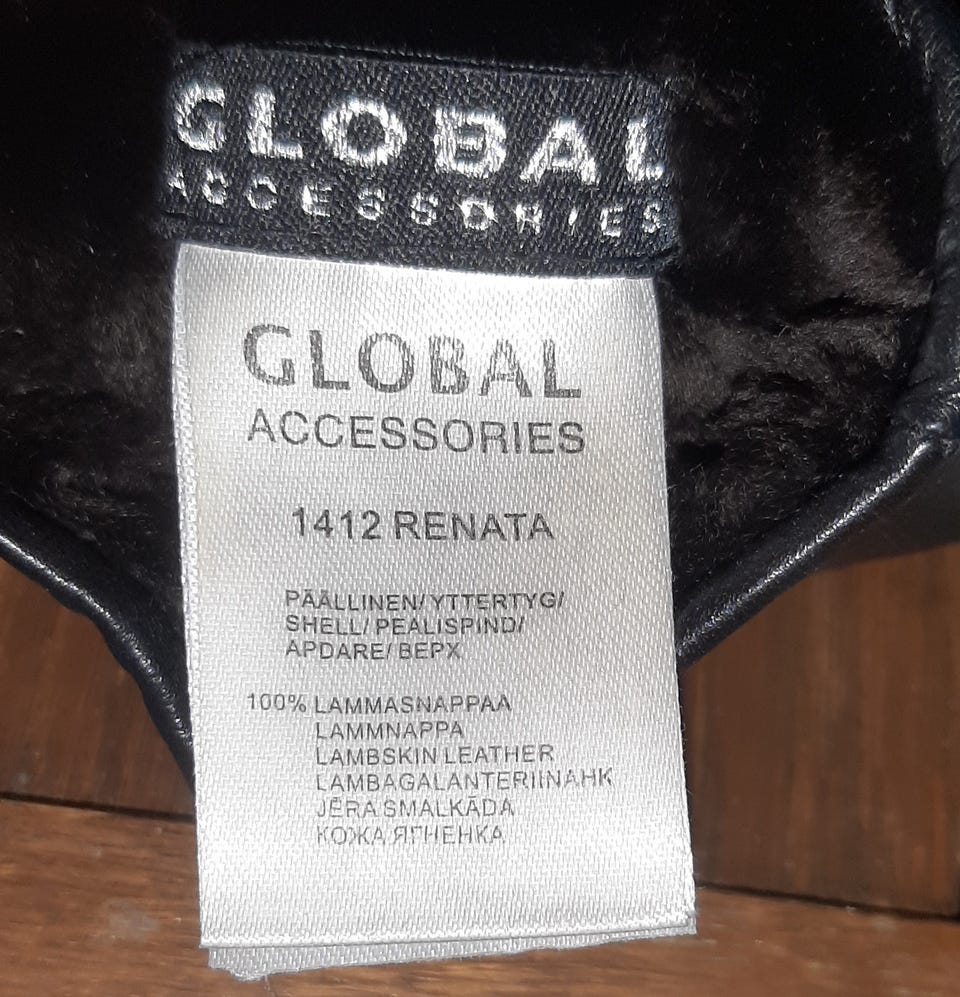 GLOBAL
ACCESSORIES
GLOBAL
ACCESSORIES
1412 RENATA
PÄÄLLINEN/ YTTERTYG/
SHELL/ PEALISPIND/
APDARE/ ВЕРХ
100% LAMMASNAPPAA
LAMMNAPPA
LAMBSKIN LEATHER
LAMBAGALANTERIINAHK
JĒRA SMALKĀDA
КОЖА ЯГНЕНКА